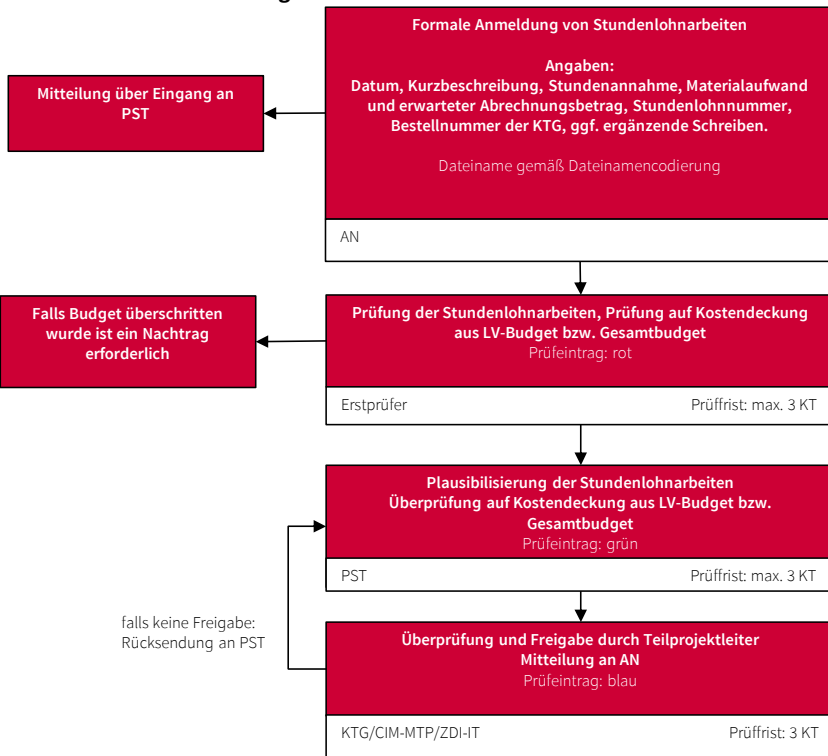 Formale Anmeldung von Stundenlohnarbeiten
Angaben:
Datum, Kurzbeschreibung, Stundenannahme, Materialaufwand
und erwarteter Abrechnungsbetrag, Stundenlohnnummer,
Bestellnummer der KTG, ggf. ergänzende Schreiben.
Dateiname gemäß Dateinamencodierung
AN
Mitteilung über Eingang an
PST
Prüfung der Stundenlohnarbeiten, Prüfung auf Kostendeckung
aus LV-Budget bzw. Gesamtbudget
Prüfeintrag: rot
Erstprüfer Prüffrist: max. 3 KT
Falls Budget überschritten
wurde ist ein Nachtrag
erforderlich
Plausibilisierung der Stundenlohnarbeiten
Überprüfung auf Kostendeckung aus LV-Budget bzw.
Gesamtbudget
Prüfeintrag: grün
PST Prüffrist: max. 3 KT
falls keine Freigabe:
Rücksendung an PST
Überprüfung und Freigabe durch Teilprojektleiter
Mitteilung an AN
Prüfeintrag: blau
KTG/CIM-MTP/ZDI-IT Prüffrist: 3 KT